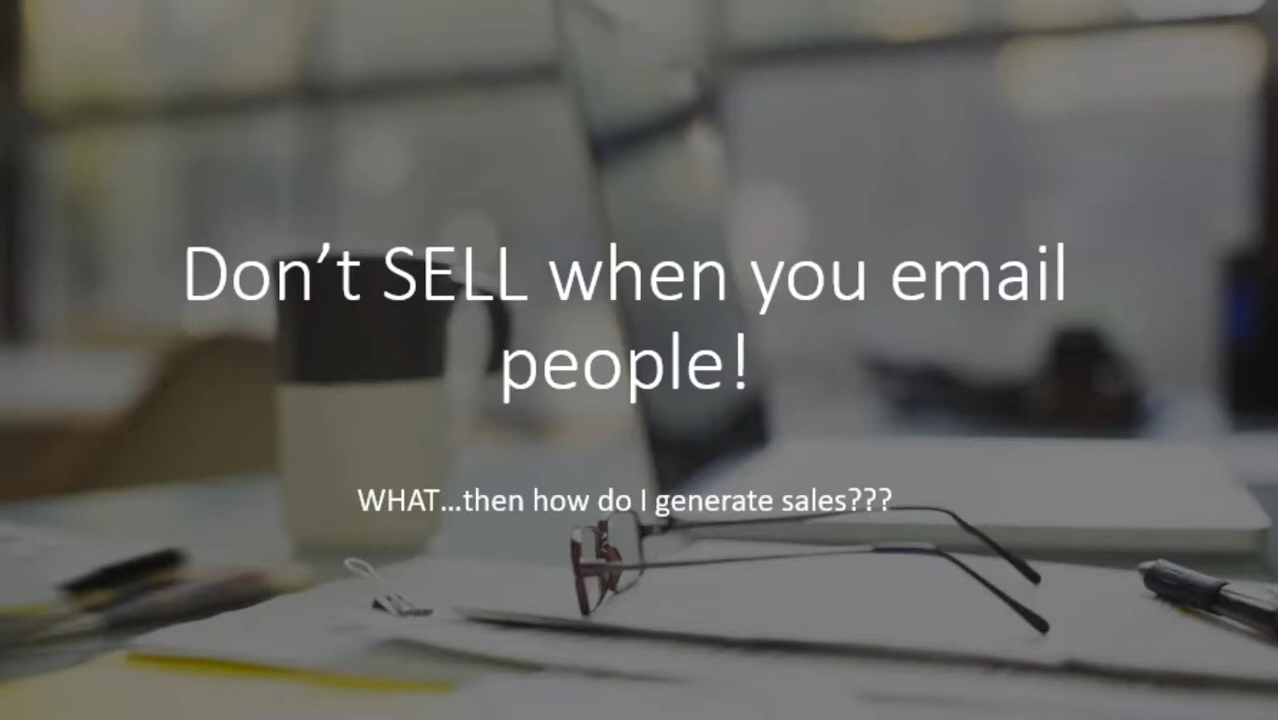 Don’t SELL when you email
people!
WHAT...then how do I generate sales???